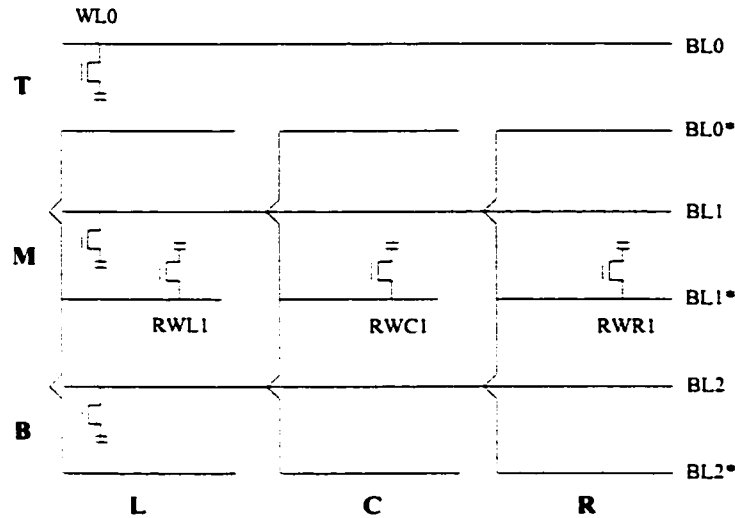 WL0
BL0
T
BL0*
BL1
M
BL1*
RWL1 RWC1 RWR1
BL2
B
BL2*
L C R